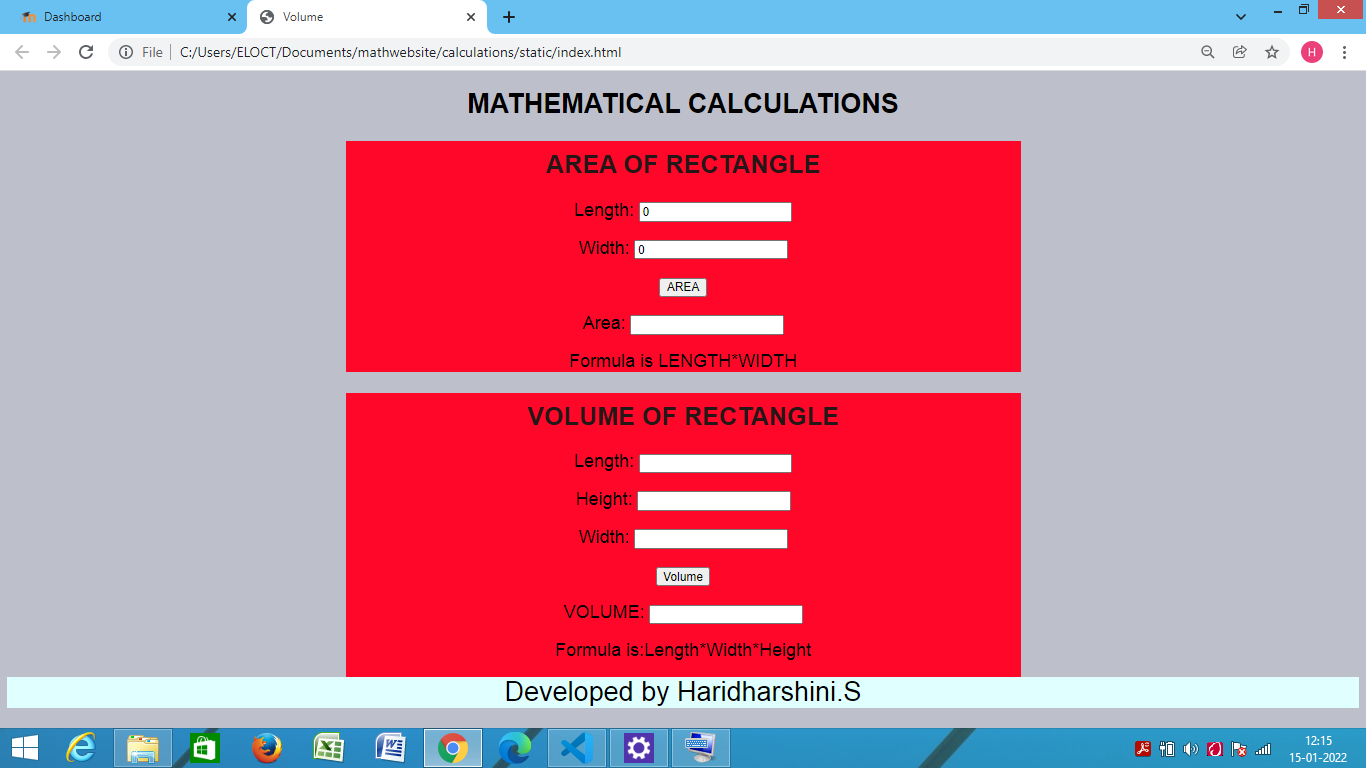 Dashboard
Volume
File
C:/Users/ELOCT/Documents/mathwebsite/calculations/static/index.html
H
MATHEMATICAL CALCULATIONS
AREA OF RECTANGLE
Length: 0
Width: 0
AREA
Area:
Formula is LENGTH*WIDTH
VOLUME OF RECTANGLE
Length:
Height:
Width:
Volume
VOLUME:
Formula is:Length*Width*Height
Developed by Haridharshini.S
12:15
15-01-2022